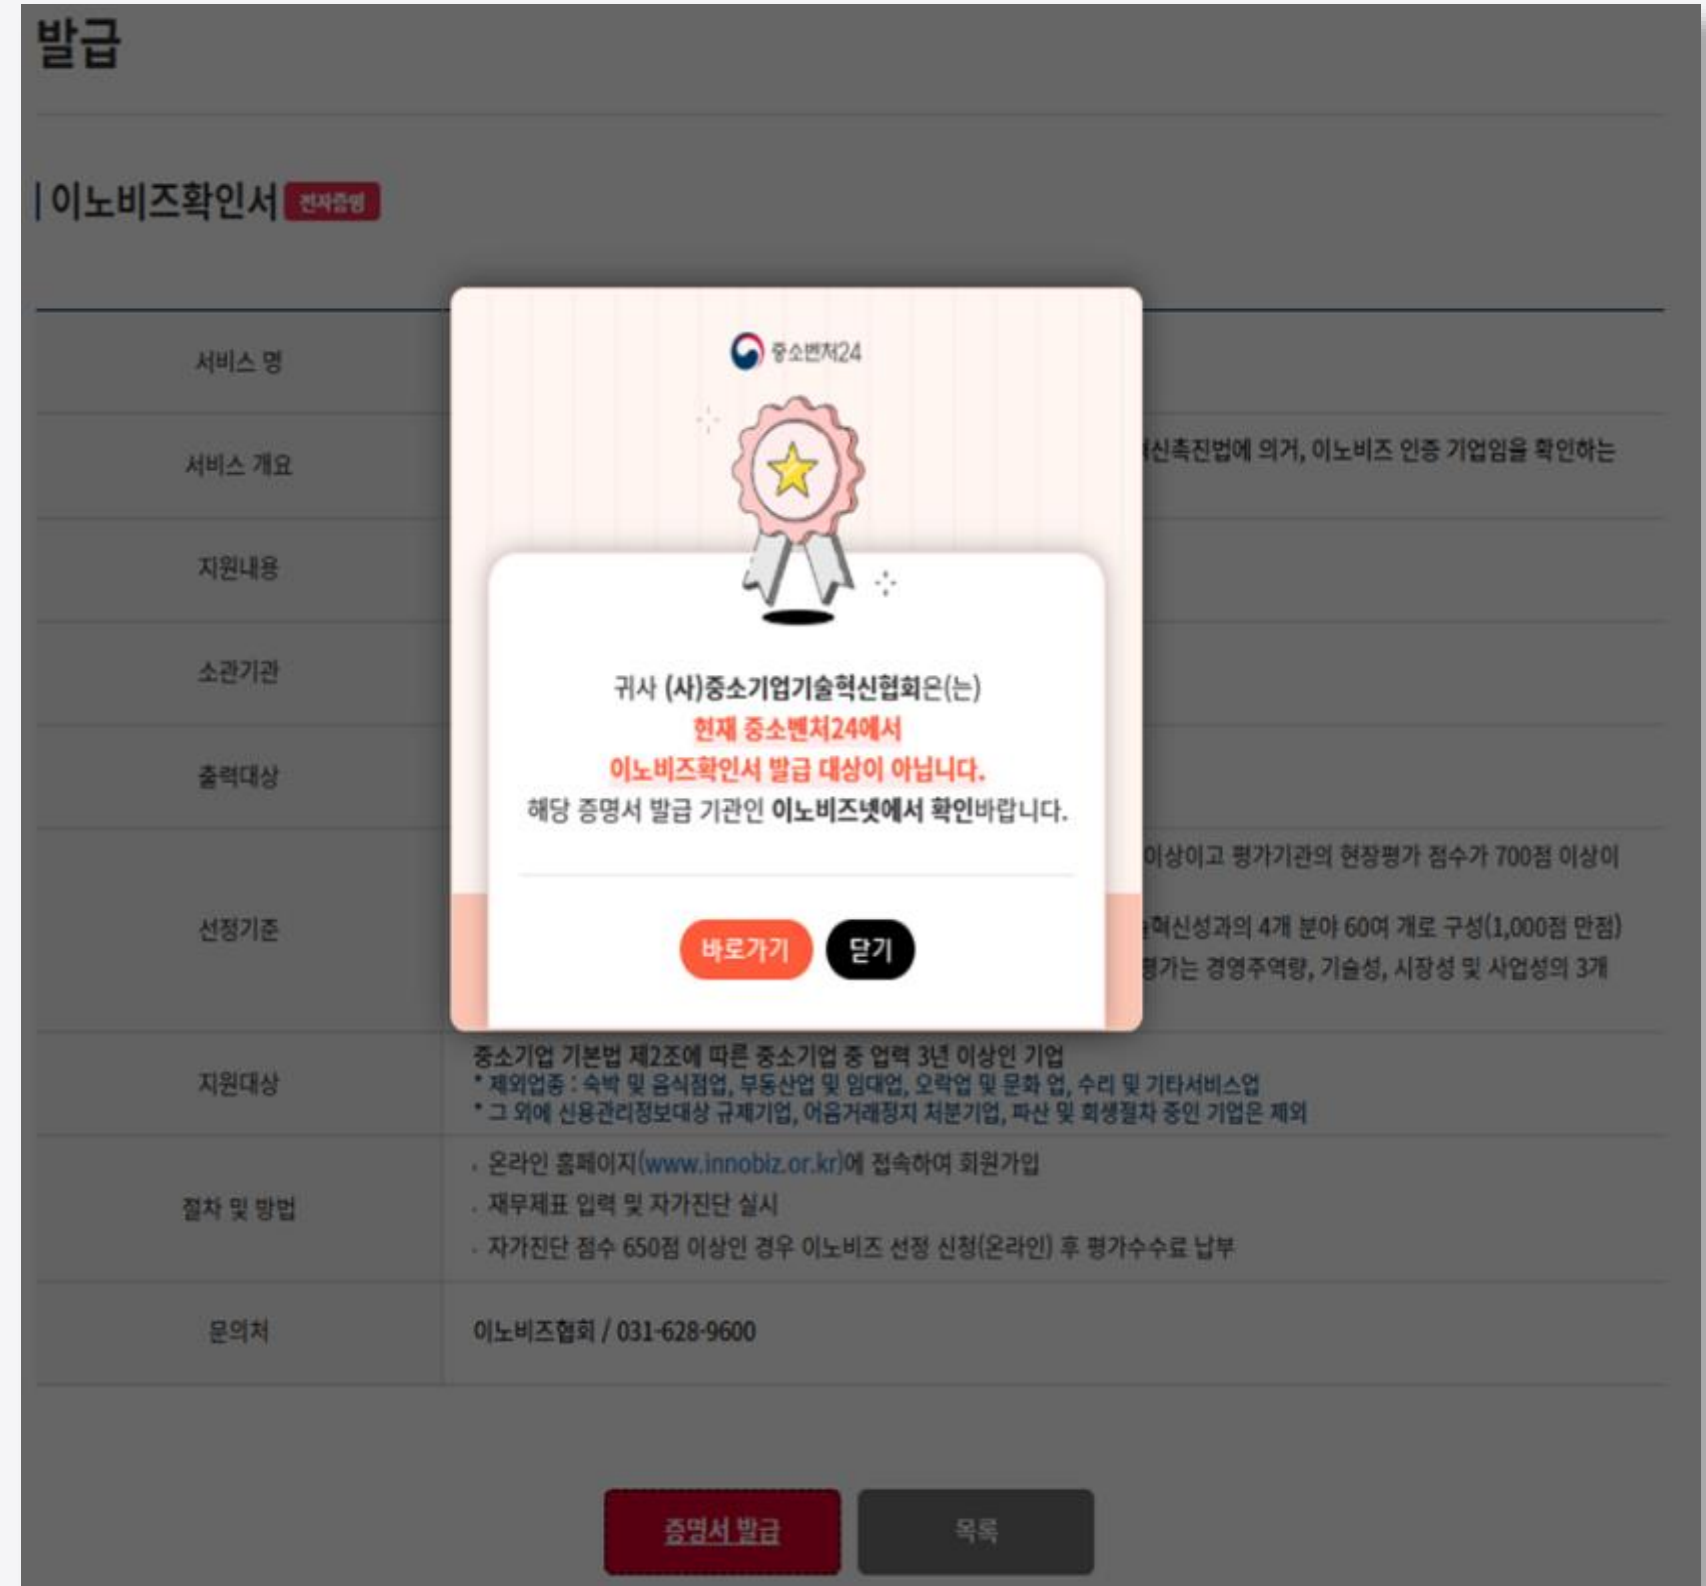 발급
이노비즈확인서 전자증명
중소벤처24
귀사 (사)중소기업기술혁신협회은(는)
현재 중소벤처24에서
이노비즈확인서 발급 대상이 아닙니다.
해당 증명서 발급 기관인 이노비즈넷에서 확인바랍니다.
바로가기 닫기
서비스 명
서비스 개요
신촉진법에 의거, 이노비즈 인증 기업임을 확인하는
지원내용
소관기관
출력대상
선정기준
이상이고 평가기관의 현장평가 점수가 700점 이상이
혁신성과의 4개 분야 60여 개로 구성(1,000점 만점)
평가는 경영주역량, 기술성, 시장성 및 사업성의 3개
지원대상
중소기업 기본법 제2조에 따른 중소기업 중 업력 3년 이상인 기업
* 제외업종 : 숙박 및 음식점업, 부동산업 및 임대업, 오락업 및 문화 업, 수리 및 기타서비스업
* 그 외에 신용관리정보대상 규제기업, 어음거래정지 처분기업, 파산 및 회생절차 중인 기업은 제외
절차 및 방법
· 온라인 홈페이지(www.innobiz.or.kr)에 접속하여 회원가입
· 재무제표 입력 및 자가진단 실시
· 자가진단 점수 650점 이상인 경우 이노비즈 선정 신청(온라인) 후 평가수수료 납부
문의처
이노비즈협회 / 031-628-9600
증명서 발급 목록